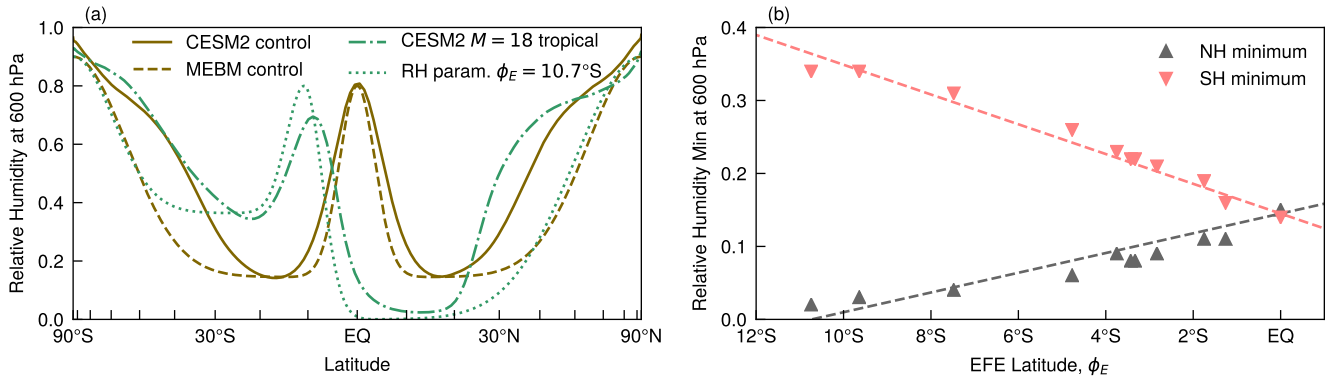 (a)
1.0
0.8
0.6
0.4
0.2
0.0
Relative Humidity at 600 hPa
CESM2 control
MEBM control
CESM2 M = 18 tropical
RH param. ϕ_E = 10.7°S
90°S
30°S
EQ
30°N
90°N
Latitude
(b)
0.4
0.3
0.2
0.1
0.0
Relative Humidity Min at 600 hPa
NH minimum
SH minimum
12°S
10°S
8°S
6°S
4°S
2°S
EQ
EFE Latitude, ϕ_E